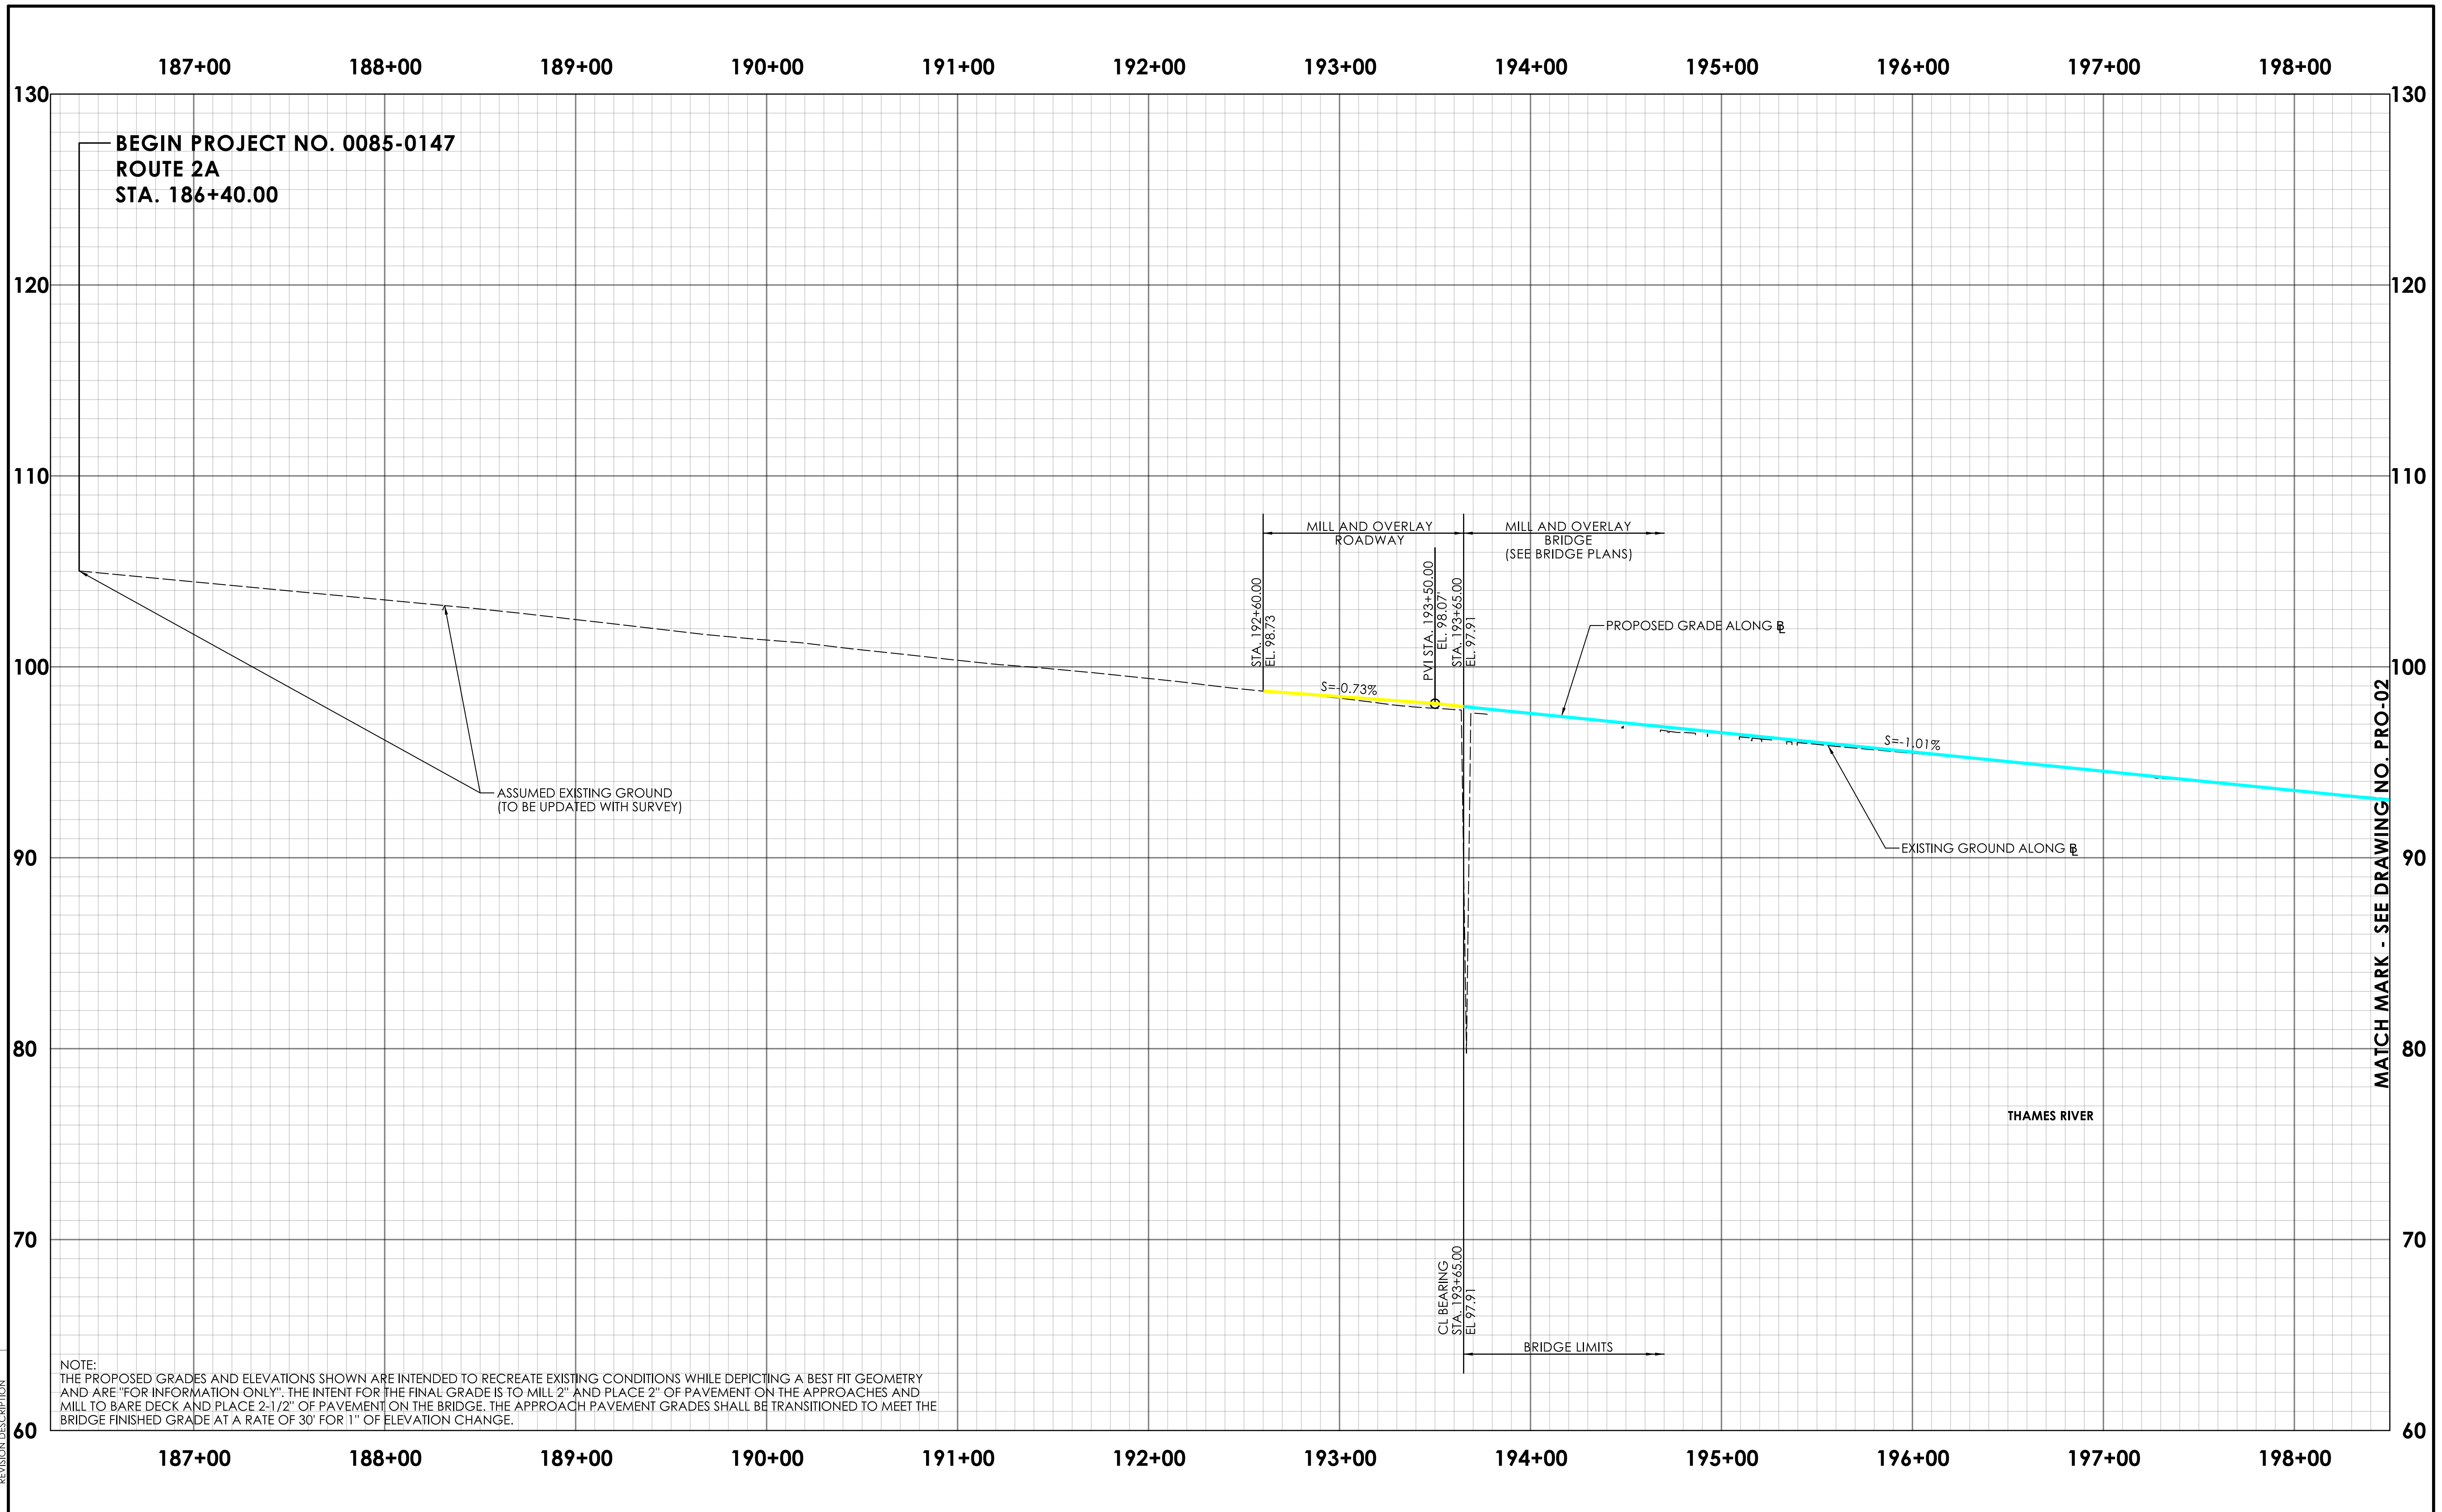 187+00 188+00 189+00 190+00 191+00 192+00 193+00 194+00 195+00 196+00 197+00 198+00
130 130
BEGIN PROJECT NO. 0085-0147
ROUTE 2A
STA. 186+40.00
120 120
110 110
MILL AND OVERLAY
ROADWAY
MILL AND OVERLAY
BRIDGE
(SEE BRIDGE PLANS)
STA. 192+60.00
EL. 98.73
PVI STA. 193+50.00
EL. 98.07'
STA. 193+65.00
EL. 97.91
PROPOSED GRADE ALONG BL
100 100
S=-0.73%
S=-1.01%
ASSUMED EXISTING GROUND
(TO BE UPDATED WITH SURVEY)
EXISTING GROUND ALONG BL
MATCH MARK - SEE DRAWING NO. PRO-02
90 90
80 80
THAMES RIVER
70 70
CL BEARING
STA. 193+65.00
EL 97.91
BRIDGE LIMITS
NOTE:
THE PROPOSED GRADES AND ELEVATIONS SHOWN ARE INTENDED TO RECREATE EXISTING CONDITIONS WHILE DEPICTING A BEST FIT GEOMETRY
AND ARE "FOR INFORMATION ONLY". THE INTENT FOR THE FINAL GRADE IS TO MILL 2" AND PLACE 2" OF PAVEMENT ON THE APPROACHES AND
MILL TO BARE DECK AND PLACE 2-1/2" OF PAVEMENT ON THE BRIDGE. THE APPROACH PAVEMENT GRADES SHALL BE TRANSITIONED TO MEET THE
BRIDGE FINISHED GRADE AT A RATE OF 30' FOR 1" OF ELEVATION CHANGE.
60 60
REVISION DESCRIPTION
187+00 188+00 189+00 190+00 191+00 192+00 193+00 194+00 195+00 196+00 197+00 198+00